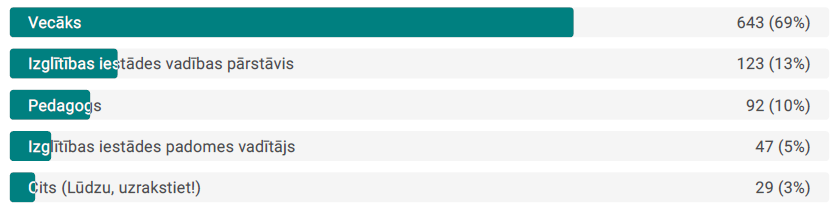 Vecāks 643 (69%)
Izglītības iestādes vadības pārstāvis 123 (13%)
Pedagogs 92 (10%)
Izglītības iestādes padomes vadītājs 47 (5%)
Cits (Lūdzu, uzrakstiet!) 29 (3%)